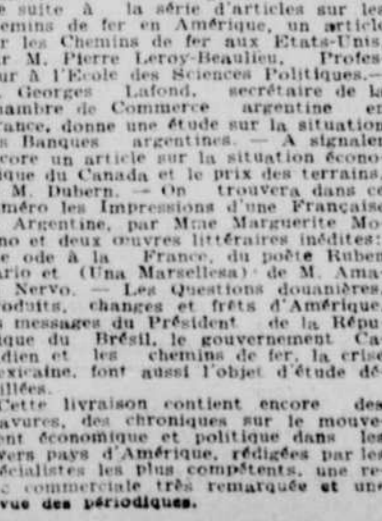 e suite à la série d'articles sur les
emins de fer en Amérique, un article
r les Chemins de fer aux Etats-Unis
r M. Pierre Leroy-Beaulieu, Profes-
ur à l'Ecole des Sciences Politiques.—
. Georges Lafond, secrétaire de la
hambre de Commerce argentine en
rance, donne une étude sur la situation
s Banques argentines. — A signaler
core un article sur la situation écono-
ique du Canada et le prix des terrains,
M. Dubern. — On trouvera dans ce
méro les Impressions d'une Française
Argentine, par Mme Marguerite Mo-
no et deux œuvres littéraires inédites:
e ode à la France, du poète Ruben
ario et (Una Marsellesa) de M. Ama-
Nervo. — Les Questions douanières,
oduits, changes et frêts d'Amérique,
s messages du Président de la Répu-
ique du Brésil, le gouvernement Ca-
dien et les chemins de fer, la crise
exicaine, font aussi l'objet d'étude dé-
illées.
Cette livraison contient encore des
avures, des chroniques sur le mouve-
ent économique et politique dans les
vers pays d'Amérique, rédigées par les
écialistes les plus compétents, une re-
e commerciale très remarquée et une
vue des périodiques.